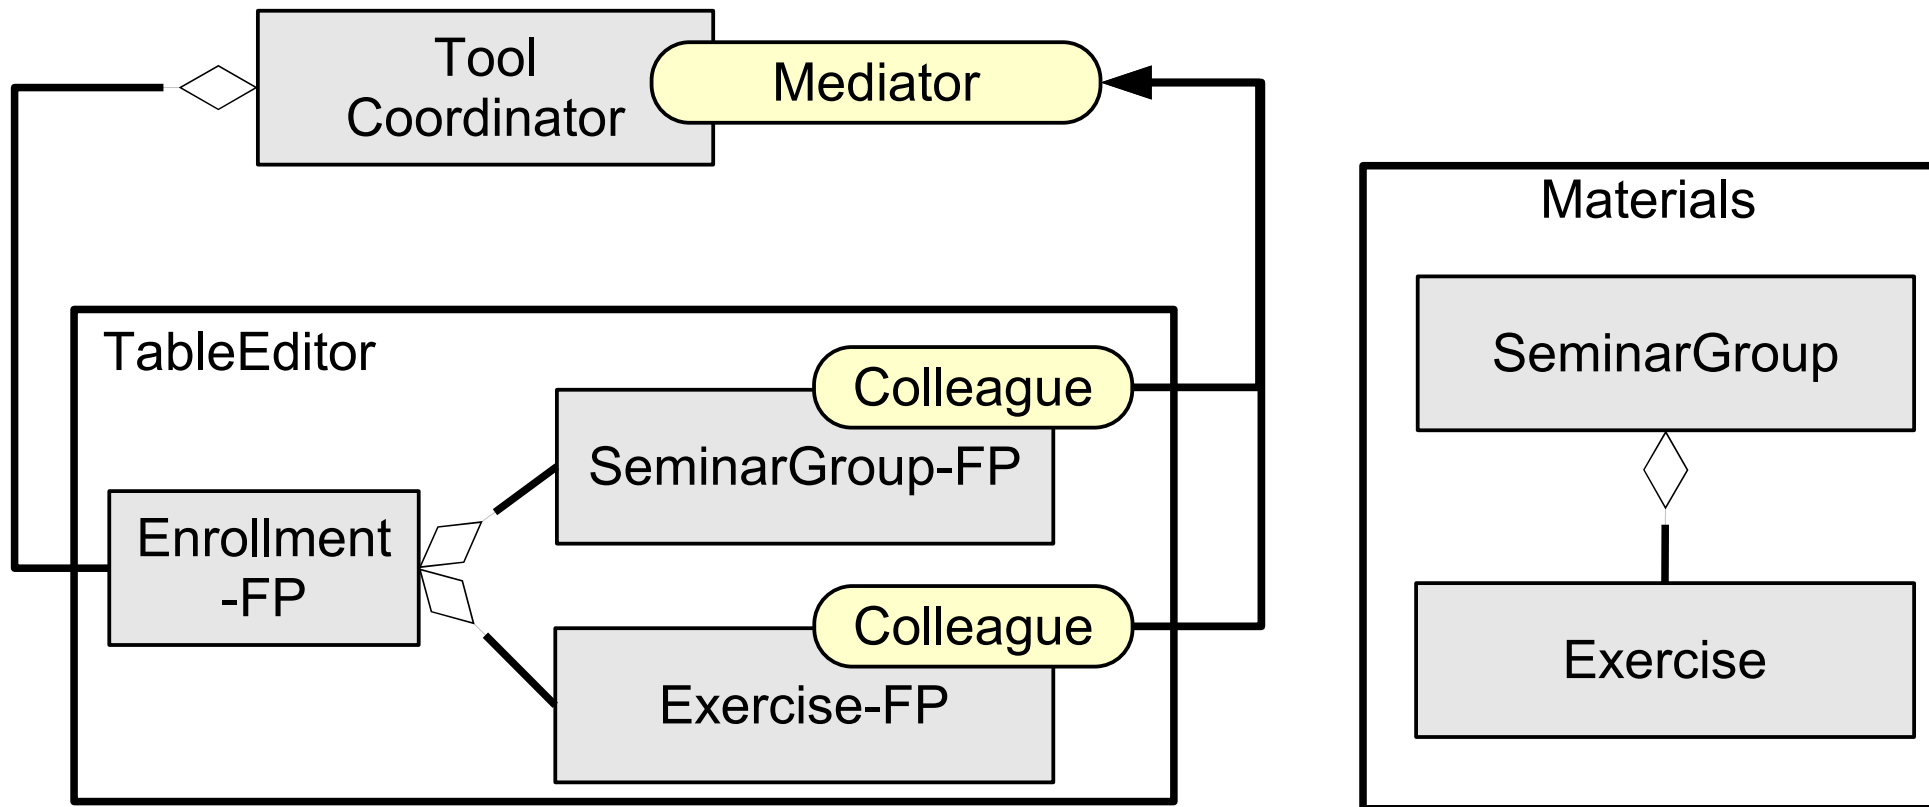 Tool
Coordinator
Mediator
Materials
TableEditor
Colleague
SeminarGroup
SeminarGroup-FP
Enrollment
-FP
Colleague
Exercise
Exercise-FP